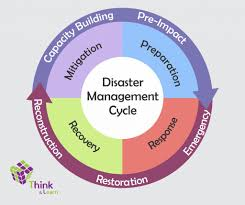 Capacity Building
Pre-Impact
Mitigation
Preparation
Disaster
Management
Cycle
Recovery
Response
Reconstruction
Restoration
Emergency
Think
& Learn